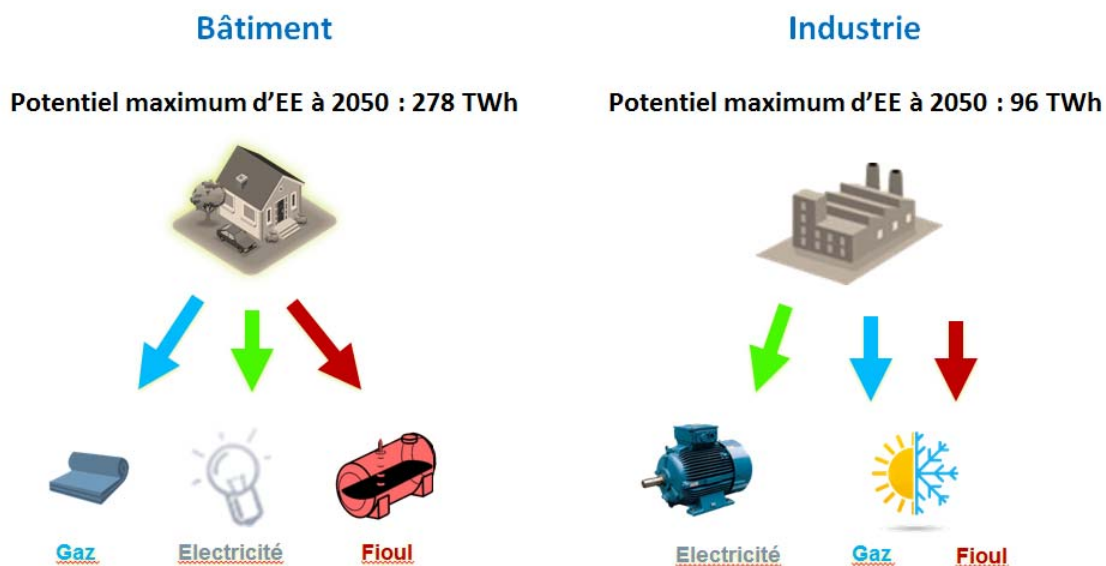 Bâtiment
Potentiel maximum d'EE à 2050 : 278 TWh
Gaz
Electricité
Fioul
Industrie
Potentiel maximum d'EE à 2050 : 96 TWh
Electricité
Gaz
Fioul